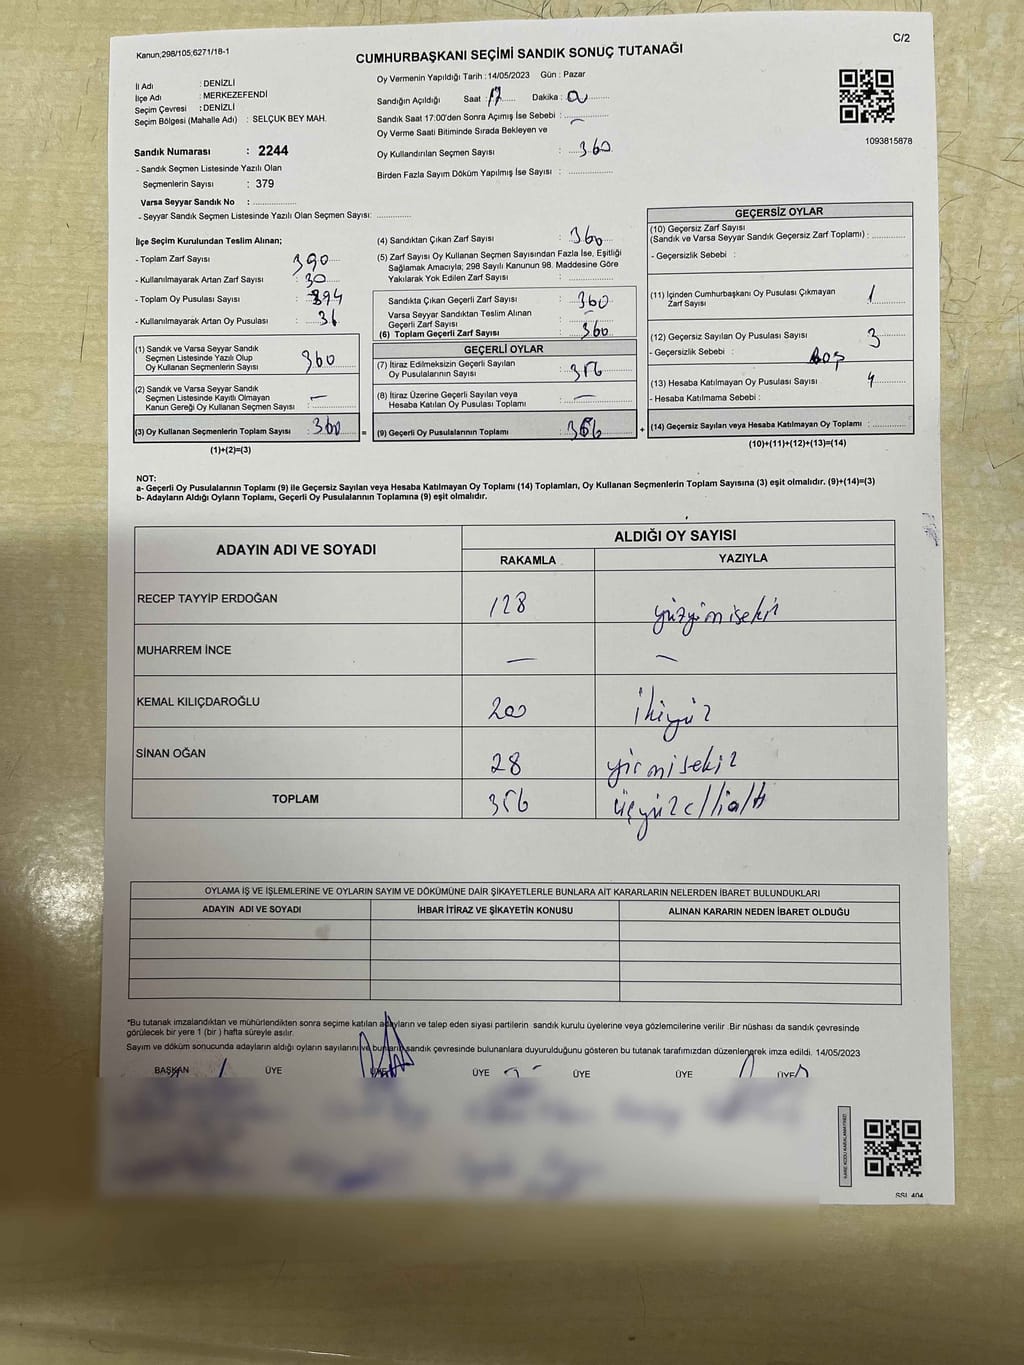 Kanun;298/105,6271/18-1
C/2
CUMHURBAŞKANI SEÇİMİ SANDIK SONUÇ TUTANAĞI
İl Adı : DENİZLİ
İlçe Adı : MERKEZEFENDİ
Seçim Çevresi : DENİZLİ
Seçim Bölgesi (Mahalle Adı) : SELÇUK BEY MAH.
Sandık Numarası : 2244
- Sandık Seçmen Listesinde Yazılı Olan
Seçmenlerin Sayısı : 379
Varsa Seyyar Sandık No :
- Seyyar Sandık Seçmen Listesinde Yazılı Olan Seçmen Sayısı:
Oy Vermenin Yapıldığı Tarih : 14/05/2023 Gün : Pazar
Sandığın Açıldığı Saat : 17 Dakika : 00
Sandık Saat 17:00'den Sonra Açımış İse Sebebi : —
Oy Verme Saati Bitiminde Sırada Bekleyen ve
Oy Kullandırılan Seçmen Sayısı : 360
Birden Fazla Sayım Döküm Yapılmış İse Sayısı :
1093815878
İlçe Seçim Kurulundan Teslim Alınan;
- Toplam Zarf Sayısı : 390
- Kullanılmayarak Artan Zarf Sayısı : 30
- Toplam Oy Pusulası Sayısı : 394
- Kullanılmayarak Artan Oy Pusulası : 36
(1) Sandık ve Varsa Seyyar Sandık
Seçmen Listesinde Yazılı Olup
Oy Kullanan Seçmenlerin Sayısı : 360
(2) Sandık ve Varsa Seyyar Sandık
Seçmen Listesinde Kayıtlı Olmayan
Kanun Gereği Oy Kullanan Seçmen Sayısı : —
(3) Oy Kullanan Seçmenlerin Toplam Sayısı : 360 =
(1)+(2)=(3)
(4) Sandıktan Çıkan Zarf Sayısı : 360
(5) Zarf Sayısı Oy Kullanan Seçmen Sayısından Fazla İse, Eşitliği
Sağlamak Amacıyla; 298 Sayılı Kanunun 98. Maddesine Göre
Yakılarak Yok Edilen Zarf Sayısı :
Sandıkta Çıkan Geçerli Zarf Sayısı : 360
Varsa Seyyar Sandıktan Teslim Alınan
Geçerli Zarf Sayısı : —
(6) Toplam Geçerli Zarf Sayısı : 360
GEÇERLİ OYLAR
(7) İtiraz Edilmeksizin Geçerli Sayılan
Oy Pusulalarının Sayısı : 356
(8) İtiraz Üzerine Geçerli Sayılan veya
Hesaba Katılan Oy Pusulası Toplamı : —
(9) Geçerli Oy Pusulalarının Toplamı : 356 +
GEÇERSİZ OYLAR
(10) Geçersiz Zarf Sayısı
(Sandık ve Varsa Seyyar Sandık Geçersiz Zarf Toplamı) :
- Geçersizlik Sebebi :
(11) İçinden Cumhurbaşkanı Oy Pusulası Çıkmayan
Zarf Sayısı : 1
(12) Geçersiz Sayılan Oy Pusulası Sayısı : 3
- Geçersizlik Sebebi : Boş
(13) Hesaba Katılmayan Oy Pusulası Sayısı : 4
- Hesaba Katılmama Sebebi :
(14) Geçersiz Sayılan veya Hesaba Katılmayan Oy Toplamı :
(10)+(11)+(12)+(13)=(14)
NOT:
a- Geçerli Oy Pusulalarının Toplamı (9) ile Geçersiz Sayılan veya Hesaba Katılmayan Oy Toplamı (14) Toplamları, Oy Kullanan Seçmenlerin Toplam Sayısına (3) eşit olmalıdır. (9)+(14)=(3)
b- Adayların Aldığı Oyların Toplamı, Geçerli Oy Pusulalarının Toplamına (9) eşit olmalıdır.
ADAYIN ADI VE SOYADI ALDIĞI OY SAYISI
RAKAMLA YAZIYLA
RECEP TAYYİP ERDOĞAN 128 yüzyirmisekiz
MUHARREM İNCE — —
KEMAL KILIÇDAROĞLU 200 ikiyüz
SİNAN OĞAN 28 yirmisekiz
TOPLAM 356 üçyüzellialtı
OYLAMA İŞ VE İŞLEMLERİNE VE OYLARIN SAYIM VE DÖKÜMÜNE DAİR ŞİKAYETLERLE BUNLARA AİT KARARLARIN NELERDEN İBARET BULUNDUKLARI
ADAYIN ADI VE SOYADI İHBAR İTİRAZ VE ŞİKAYETİN KONUSU ALINAN KARARIN NEDEN İBARET OLDUĞU
*Bu tutanak imzalandıktan ve mühürlendikten sonra seçime katılan adayların ve talep eden siyasi partilerin sandık kurulu üyelerine veya gözlemcilerine verilir .Bir nüshası da sandık çevresinde
görülecek bir yere 1 (bir ) hafta süreyle asılır.
Sayım ve döküm sonucunda adayların aldığı oyların sayılarını ve bunların sandık çevresinde bulunanlara duyurulduğunu gösteren bu tutanak tarafımızdan düzenlenerek imza edildi. 14/05/2023
BAŞKAN ÜYE ÜYE ÜYE ÜYE ÜYE ÜYE